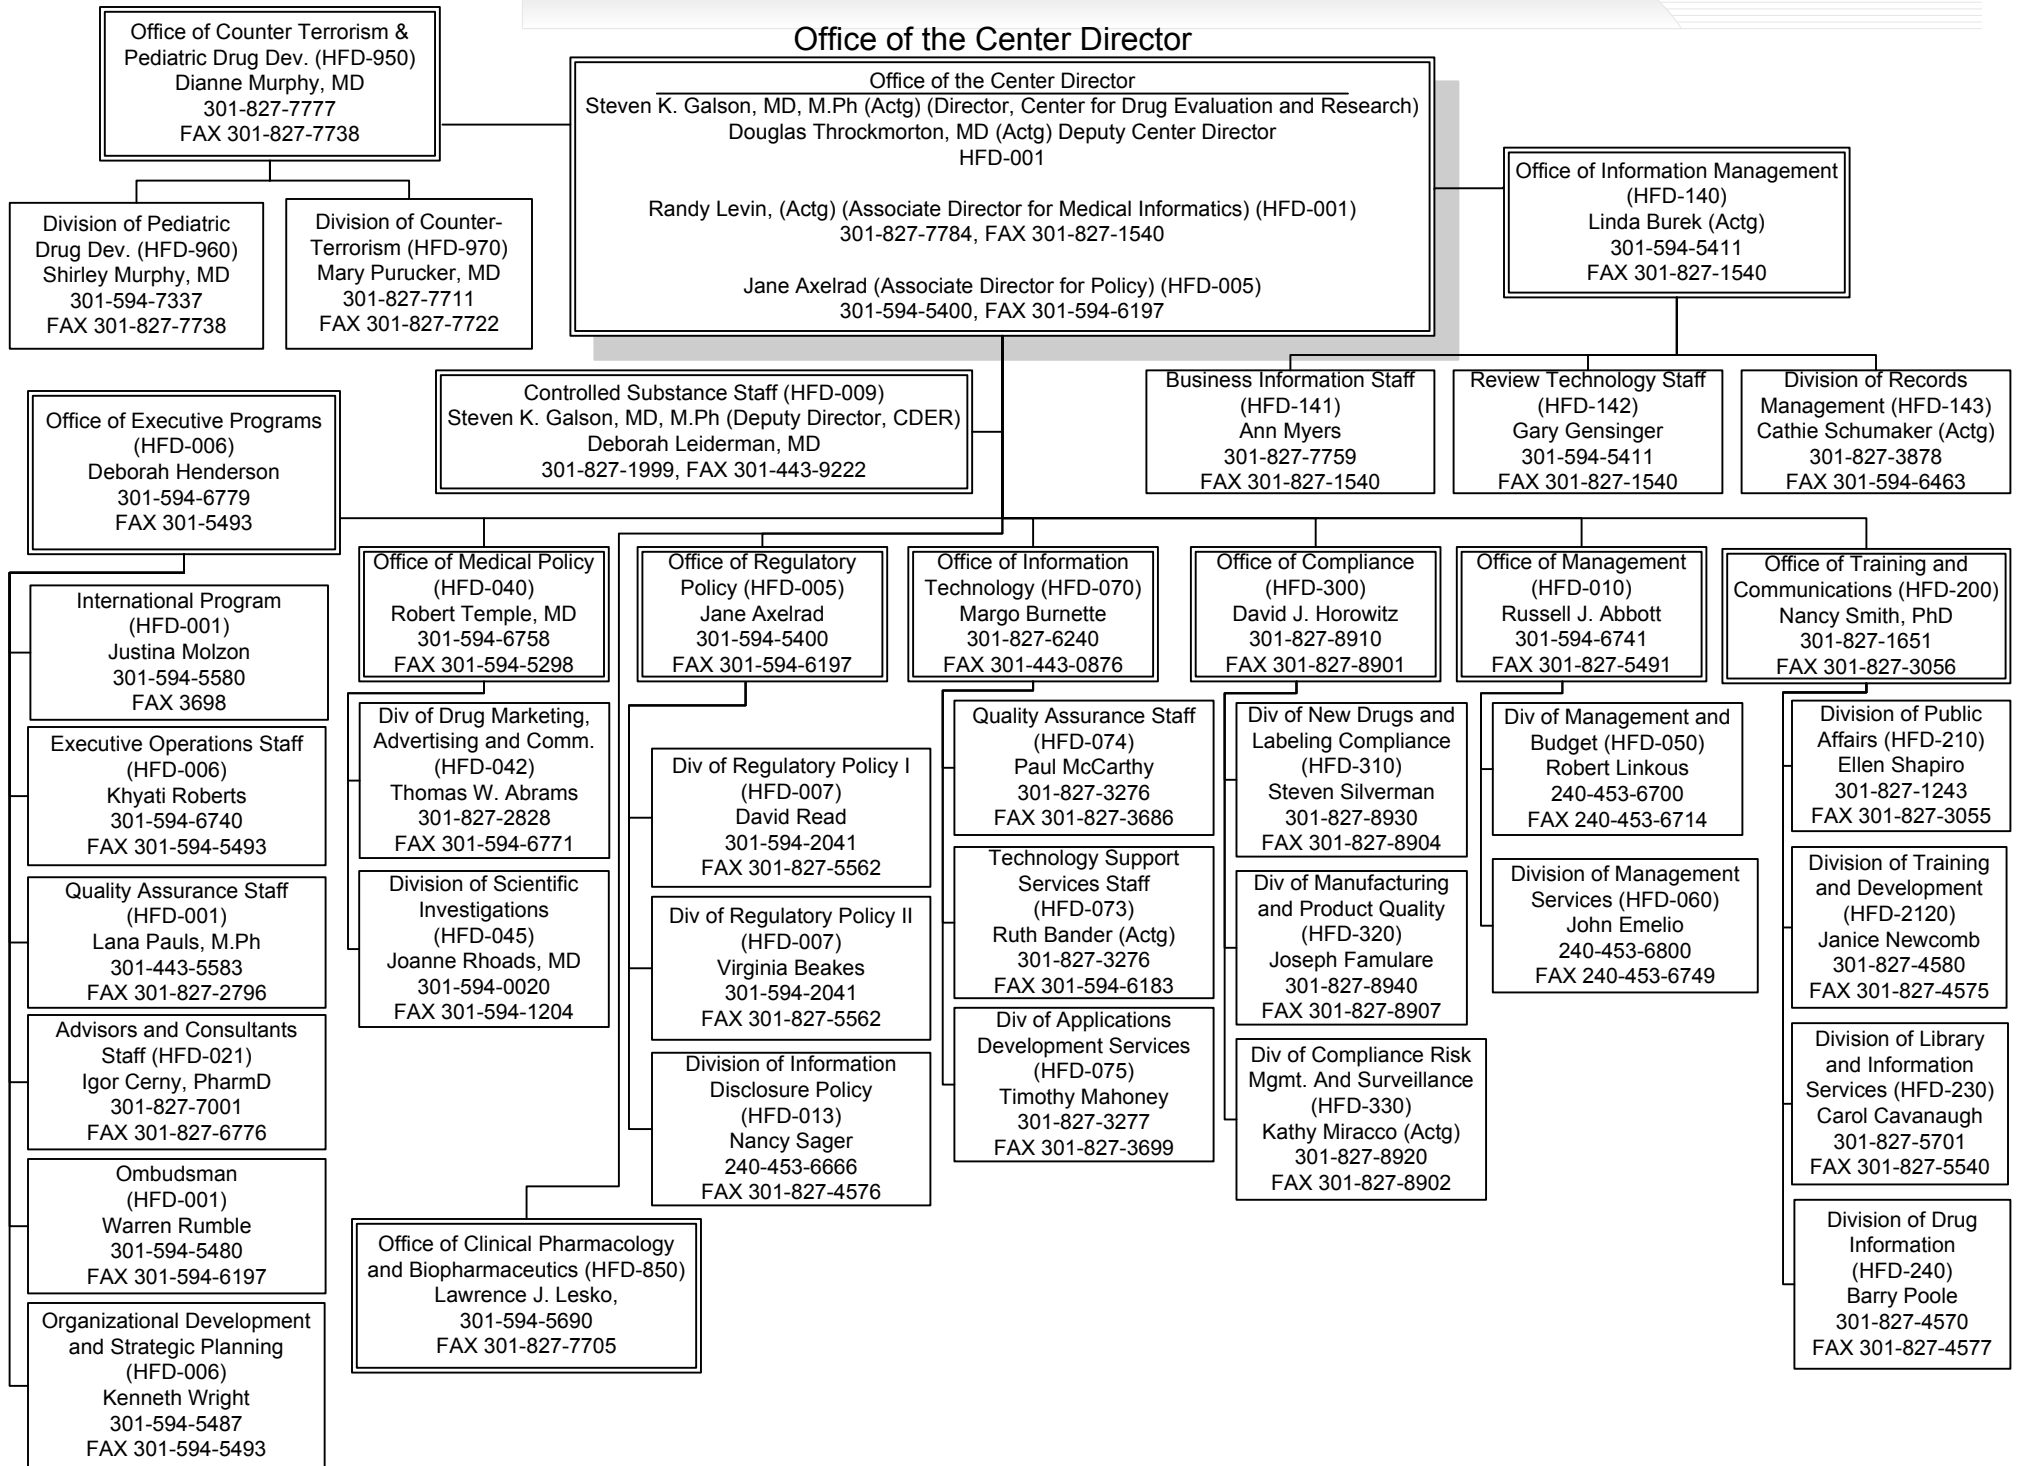 Office of the Center Director
Office of Counter Terrorism &
Pediatric Drug Dev. (HFD-950)
Dianne Murphy, MD
301-827-7777
FAX 301-827-7738
Office of the Center Director
Steven K. Galson, MD, M.Ph (Actg) (Director, Center for Drug Evaluation and Research)
Douglas Throckmorton, MD (Actg) Deputy Center Director
HFD-001
Randy Levin, (Actg) (Associate Director for Medical Informatics) (HFD-001)
301-827-7784, FAX 301-827-1540
Jane Axelrad (Associate Director for Policy) (HFD-005)
301-594-5400, FAX 301-594-6197
Office of Information Management
(HFD-140)
Linda Burek (Actg)
301-594-5411
FAX 301-827-1540
Division of Pediatric
Drug Dev. (HFD-960)
Shirley Murphy, MD
301-594-7337
FAX 301-827-7738
Division of Counter-
Terrorism (HFD-970)
Mary Purucker, MD
301-827-7711
FAX 301-827-7722
Controlled Substance Staff (HFD-009)
Steven K. Galson, MD, M.Ph (Deputy Director, CDER)
Deborah Leiderman, MD
301-827-1999, FAX 301-443-9222
Business Information Staff
(HFD-141)
Ann Myers
301-827-7759
FAX 301-827-1540
Review Technology Staff
(HFD-142)
Gary Gensinger
301-594-5411
FAX 301-827-1540
Division of Records
Management (HFD-143)
Cathie Schumaker (Actg)
301-827-3878
FAX 301-594-6463
Office of Executive Programs
(HFD-006)
Deborah Henderson
301-594-6779
FAX 301-5493
International Program
(HFD-001)
Justina Molzon
301-594-5580
FAX 3698
Executive Operations Staff
(HFD-006)
Khyati Roberts
301-594-6740
FAX 301-594-5493
Quality Assurance Staff
(HFD-001)
Lana Pauls, M.Ph
301-443-5583
FAX 301-827-2796
Advisors and Consultants
Staff (HFD-021)
Igor Cerny, PharmD
301-827-7001
FAX 301-827-6776
Ombudsman
(HFD-001)
Warren Rumble
301-594-5480
FAX 301-594-6197
Organizational Development
and Strategic Planning
(HFD-006)
Kenneth Wright
301-594-5487
FAX 301-594-5493
Office of Medical Policy
(HFD-040)
Robert Temple, MD
301-594-6758
FAX 301-594-5298
Div of Drug Marketing,
Advertising and Comm.
(HFD-042)
Thomas W. Abrams
301-827-2828
FAX 301-594-6771
Division of Scientific
Investigations
(HFD-045)
Joanne Rhoads, MD
301-594-0020
FAX 301-594-1204
Office of Regulatory
Policy (HFD-005)
Jane Axelrad
301-594-5400
FAX 301-594-6197
Div of Regulatory Policy I
(HFD-007)
David Read
301-594-2041
FAX 301-827-5562
Div of Regulatory Policy II
(HFD-007)
Virginia Beakes
301-594-2041
FAX 301-827-5562
Division of Information
Disclosure Policy
(HFD-013)
Nancy Sager
240-453-6666
FAX 301-827-4576
Office of Clinical Pharmacology
and Biopharmaceutics (HFD-850)
Lawrence J. Lesko,
301-594-5690
FAX 301-827-7705
Office of Information
Technology (HFD-070)
Margo Burnette
301-827-6240
FAX 301-443-0876
Quality Assurance Staff
(HFD-074)
Paul McCarthy
301-827-3276
FAX 301-827-3686
Technology Support
Services Staff
(HFD-073)
Ruth Bander (Actg)
301-827-3276
FAX 301-594-6183
Div of Applications
Development Services
(HFD-075)
Timothy Mahoney
301-827-3277
FAX 301-827-3699
Office of Compliance
(HFD-300)
David J. Horowitz
301-827-8910
FAX 301-827-8901
Div of New Drugs and
Labeling Compliance
(HFD-310)
Steven Silverman
301-827-8930
FAX 301-827-8904
Div of Manufacturing
and Product Quality
(HFD-320)
Joseph Famulare
301-827-8940
FAX 301-827-8907
Div of Compliance Risk
Mgmt. And Surveillance
(HFD-330)
Kathy Miracco (Actg)
301-827-8920
FAX 301-827-8902
Office of Management
(HFD-010)
Russell J. Abbott
301-594-6741
FAX 301-827-5491
Div of Management and
Budget (HFD-050)
Robert Linkous
240-453-6700
FAX 240-453-6714
Division of Management
Services (HFD-060)
John Emelio
240-453-6800
FAX 240-453-6749
Office of Training and
Communications (HFD-200)
Nancy Smith, PhD
301-827-1651
FAX 301-827-3056
Division of Public
Affairs (HFD-210)
Ellen Shapiro
301-827-1243
FAX 301-827-3055
Division of Training
and Development
(HFD-2120)
Janice Newcomb
301-827-4580
FAX 301-827-4575
Division of Library
and Information
Services (HFD-230)
Carol Cavanaugh
301-827-5701
FAX 301-827-5540
Division of Drug
Information
(HFD-240)
Barry Poole
301-827-4570
FAX 301-827-4577